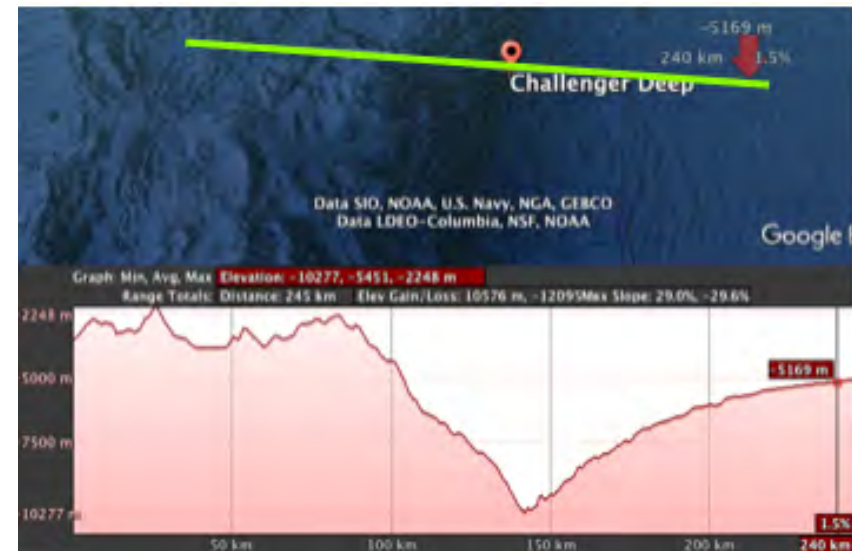 -5169 m
240 km 1.5%
Challenger Deep
Data SIO, NOAA, U.S. Navy, NGA, GEBCO
Data LDEO-Columbia, NSF, NOAA
Google
Graph: Min, Avg, Max Elevation: -10277, -5451, -2248 m
Range Totals: Distance: 245 km Elev Gain/Loss: 10576 m, -12095 Max Slope: 29.0%, -29.6%
-2248 m
-5169 m
-5000 m
-7500 m
-10277 m
1.5%
50 km 100 km 150 km 200 km 240 km